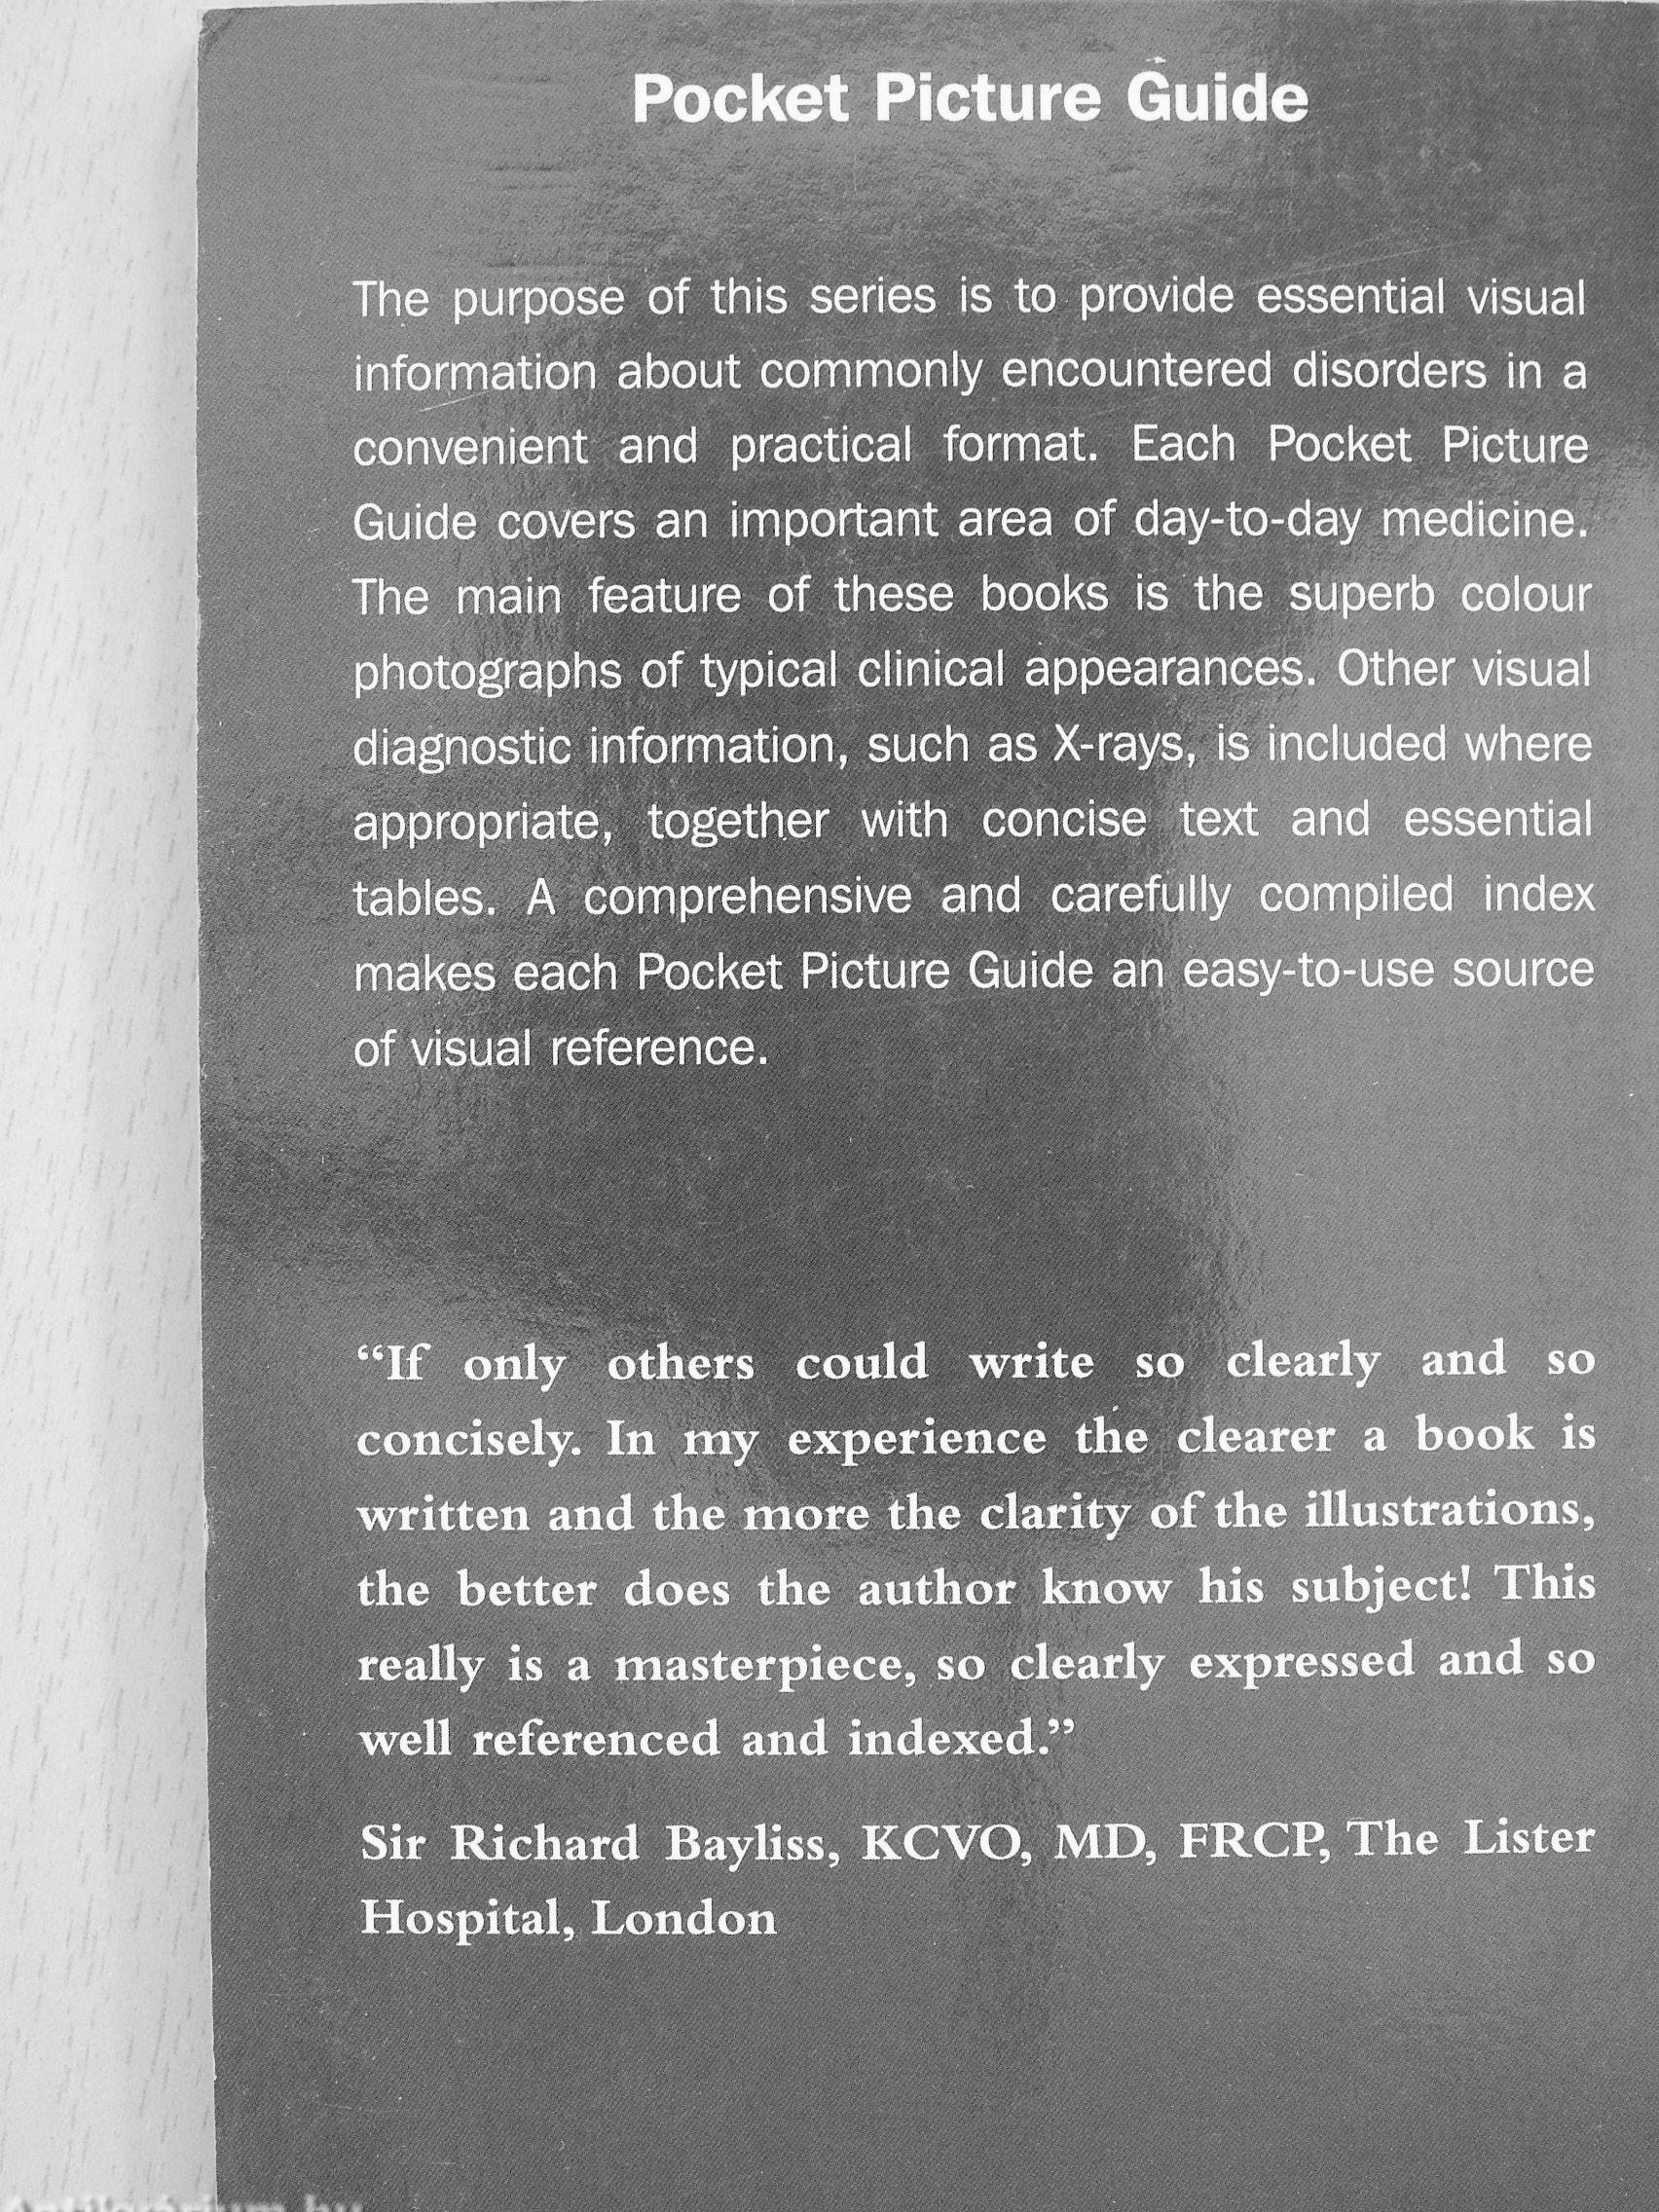 Pocket Picture Guide
The purpose of this series is to provide essential visual
information about commonly encountered disorders in a
convenient and practical format. Each Pocket Picture
Guide covers an important area of day-to-day medicine.
The main feature of these books is the superb colour
photographs of typical clinical appearances. Other visual
diagnostic information, such as X-rays, is included where
appropriate, together with concise text and essential
tables. A comprehensive and carefully compiled index
makes each Pocket Picture Guide an easy-to-use source
of visual reference.
“If only others could write so clearly and so
concisely. In my experience the clearer a book is
written and the more the clarity of the illustrations,
the better does the author know his subject! This
really is a masterpiece, so clearly expressed and so
well referenced and indexed.”
Sir Richard Bayliss, KCVO, MD, FRCP, The Lister
Hospital, London